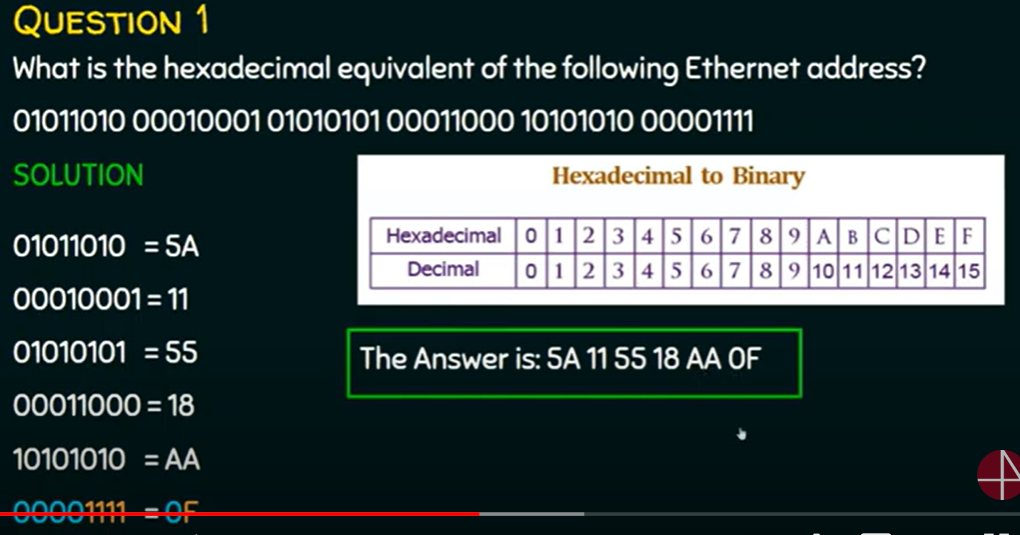 QUESTION 1
What is the hexadecimal equivalent of the following Ethernet address?
01011010 00010001 01010101 00011000 10101010 00001111
SOLUTION
01011010 = 5A
00010001 = 11
01010101 = 55
00011000 = 18
10101010 = AA
00001111 = 0F
Hexadecimal to Binary
Hexadecimal 0 1 2 3 4 5 6 7 8 9 A B C D E F
Decimal 0 1 2 3 4 5 6 7 8 9 10 11 12 13 14 15
The Answer is: 5A 11 55 18 AA 0F